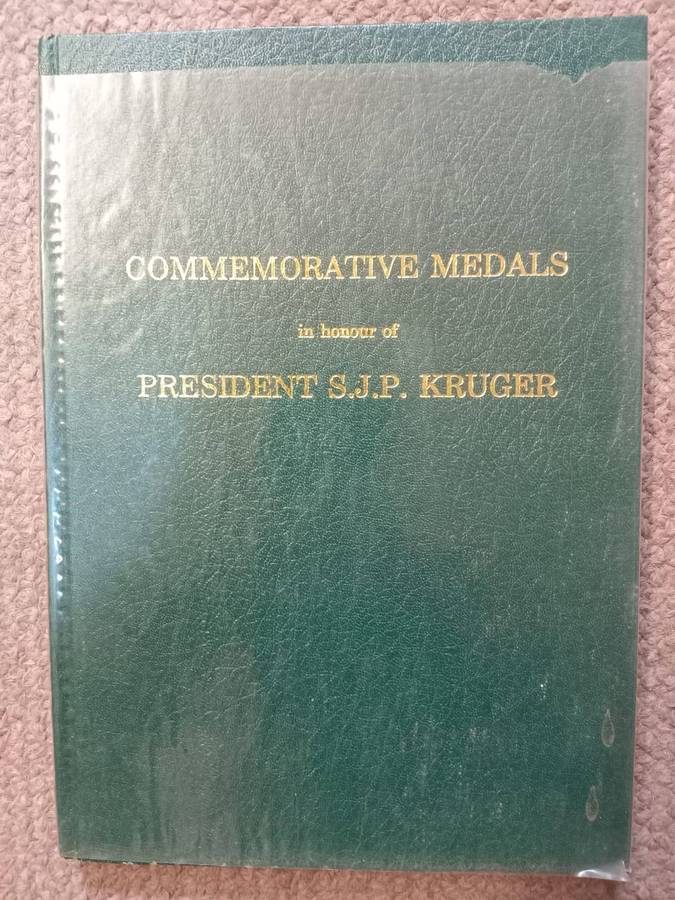 COMMEMORATIVE MEDALS
in honour of
PRESIDENT S.J.P. KRUGER